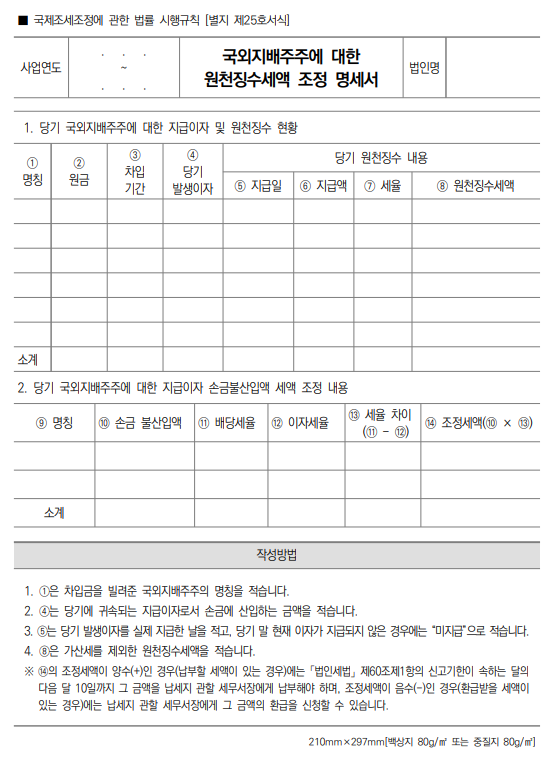 ■ 국제조세조정에 관한 법률 시행규칙 [별지 제25호서식]
사업연도
. . .
~
. . .
국외지배주주에 대한
원천징수세액 조정 명세서
법인명
1. 당기 국외지배주주에 대한 지급이자 및 원천징수 현황
①
명칭
②
원금
③
차입
기간
④
당기
발생이자
당기 원천징수 내용
⑤ 지급일
⑥ 지급액
⑦ 세율
⑧ 원천징수세액
소계
2. 당기 국외지배주주에 대한 지급이자 손금불산입액 세액 조정 내용
⑨ 명칭
⑩ 손금 불산입액
⑪ 배당세율
⑫ 이자세율
⑬ 세율 차이
(⑪ - ⑫)
⑭ 조정세액(⑩ × ⑬)
소계
작성방법
1. ①은 차입금을 빌려준 국외지배주주의 명칭을 적습니다.
2. ④는 당기에 귀속되는 지급이자로서 손금에 산입하는 금액을 적습니다.
3. ⑤는 당기 발생이자를 실제 지급한 날을 적고, 당기 말 현재 이자가 지급되지 않은 경우에는 "미지급"으로 적습니다.
4. ⑧은 가산세를 제외한 원천징수세액을 적습니다.
※ ⑭의 조정세액이 양수(+)인 경우(납부할 세액이 있는 경우)에는 「법인세법」 제60조제1항의 신고기한이 속하는 달의
다음 달 10일까지 그 금액을 납세지 관할 세무서장에게 납부해야 하며, 조정세액이 음수(-)인 경우(환급받을 세액이
있는 경우)에는 납세지 관할 세무서장에게 그 금액의 환급을 신청할 수 있습니다.
210mm×297mm[백상지 80g/㎡ 또는 중질지 80g/㎡]